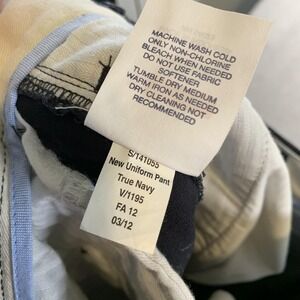 MACHINE WASH COLD
ONLY NON-CHLORINE
BLEACH WHEN NEEDED
DO NOT USE FABRIC
SOFTENER
TUMBLE DRY MEDIUM
WARM IRON AS NEEDED
DRY CLEANING NOT
RECOMMENDED
S/141055
New Uniform Pant
True Navy
V/1195
FA 12
03/12